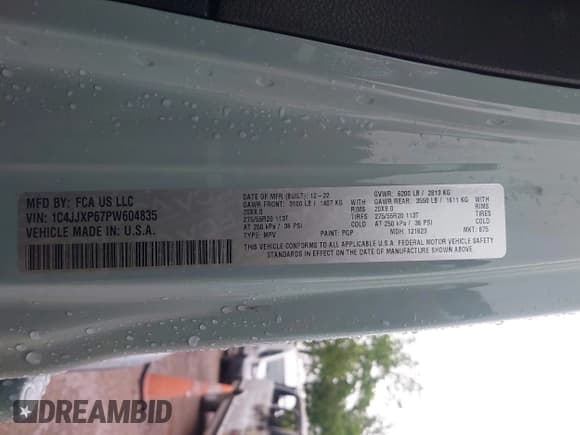 MFD BY: FCA US LLC
VIN: 1C4JJXP67PW604835
VEHICLE MADE IN: U.S.A.
DATE OF MFR (BUILT): 12-22
GVWR: 6200 LB / 2813 KG
GAWR FRONT: 3100 LB / 1407 KG
GAWR REAR: 3550 LB / 1611 KG
20X8.0 RIMS
20X8.0 RIMS
275/55R20 113T TIRES
275/55R20 113T TIRES
AT 250 kPa / 36 PSI COLD
AT 250 kPa / 36 PSI COLD
TYPE: MPV PAINT: PGP MDH: 121623 MKT: 875
THIS VEHICLE CONFORMS TO ALL APPLICABLE U.S.A. FEDERAL MOTOR VEHICLE SAFETY
STANDARDS IN EFFECT ON THE DATE OF MANUFACTURE SHOWN ABOVE.
DREAMBID